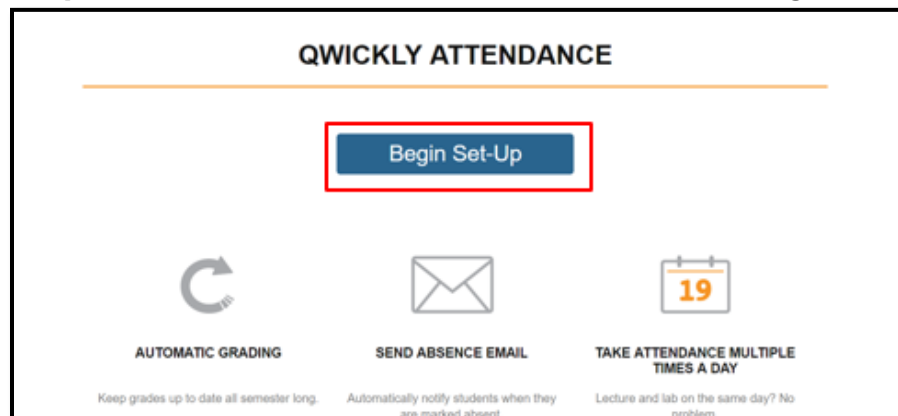 QWICKLY ATTENDANCE
Begin Set-Up
19
AUTOMATIC GRADING
SEND ABSENCE EMAIL
TAKE ATTENDANCE MULTIPLE
TIMES A DAY
Keep grades up to date all semester long.
Automatically notify students when they
are marked absent
Lecture and lab on the same day? No
problem